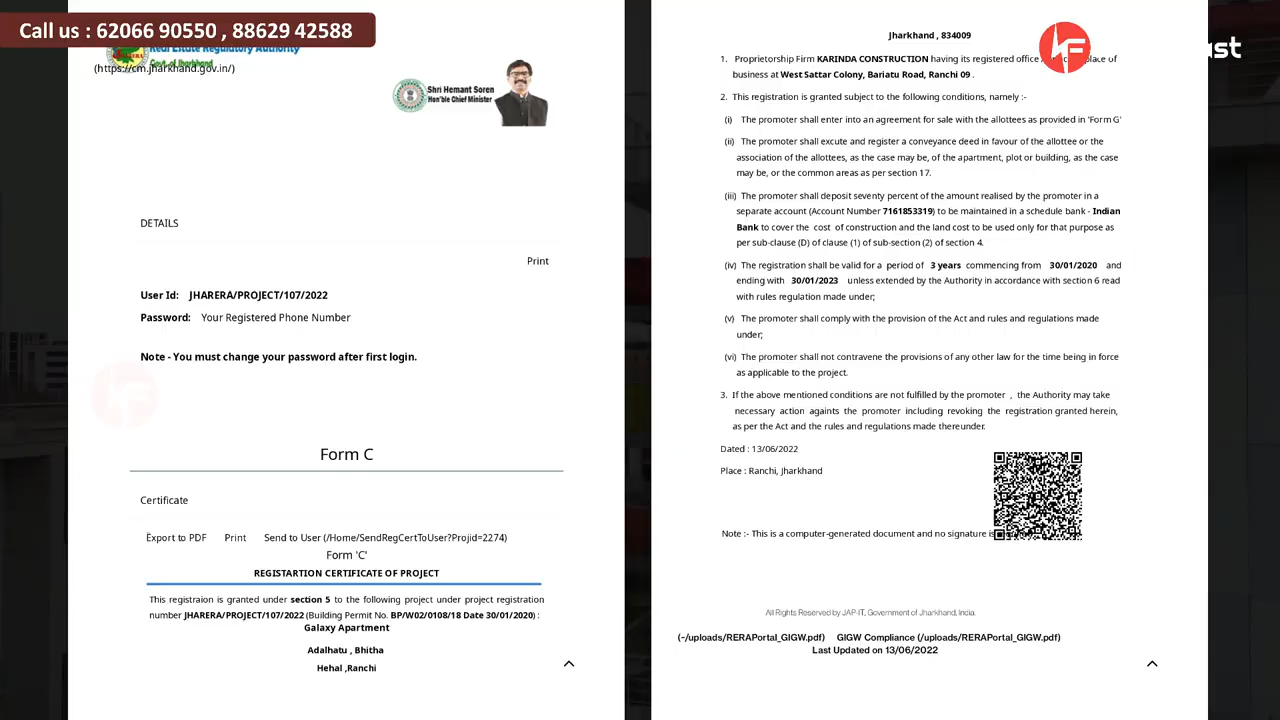 Call us : 62066 90550 , 88629 42588
Real Estate Regulatory Authority
Govt. of Jharkhand
(https://cm.jharkhand.gov.in/)
Shri Hemant Soren
Hon'ble Chief Minister
DETAILS
Print
User Id: JHARERA/PROJECT/107/2022
Password: Your Registered Phone Number
Note - You must change your password after first login.
Form C
Certificate
Export to PDF Print Send to User (/Home/SendRegCertToUser?Projid=2274)
Form 'C'
REGISTARTION CERTIFICATE OF PROJECT
This registraion is granted under section 5 to the following project under project registration
number JHARERA/PROJECT/107/2022 (Building Permit No. BP/W02/0108/18 Date 30/01/2020) :
Galaxy Apartment
Adalhatu , Bhitha
Hehal ,Ranchi
Jharkhand , 834009
1. Proprietorship Firm KARINDA CONSTRUCTION having its registered office place of
business at West Sattar Colony, Bariatu Road, Ranchi 09 .
2. This registration is granted subject to the following conditions, namely :-
(i) The promoter shall enter into an agreement for sale with the allottees as provided in 'Form G'
(ii) The promoter shall excute and register a conveyance deed in favour of the allottee or the
association of the allottees, as the case may be, of the apartment, plot or building, as the case
may be, or the common areas as per section 17.
(iii) The promoter shall deposit seventy percent of the amount realised by the promoter in a
separate account (Account Number 7161853319) to be maintained in a schedule bank - Indian
Bank to cover the cost of construction and the land cost to be used only for that purpose as
per sub-clause (D) of clause (1) of sub-section (2) of section 4.
(iv) The registration shall be valid for a period of 3 years commencing from 30/01/2020 and
ending with 30/01/2023 unless extended by the Authority in accordance with section 6 read
with rules regulation made under;
(v) The promoter shall comply with the provision of the Act and rules and regulations made
under;
(vi) The promoter shall not contravene the provisions of any other law for the time being in force
as applicable to the project.
3. If the above mentioned conditions are not fulfilled by the promoter , the Authority may take
necessary action againts the promoter including revoking the registration granted herein,
as per the Act and the rules and regulations made thereunder.
Dated : 13/06/2022
Place : Ranchi, Jharkhand
Note :- This is a computer-generated document and no signature is
All Rights Reserved by JAP-IT, Government of Jharkhand, India.
(~/uploads/RERAPortal_GIGW.pdf) GIGW Compliance (/uploads/RERAPortal_GIGW.pdf)
Last Updated on 13/06/2022